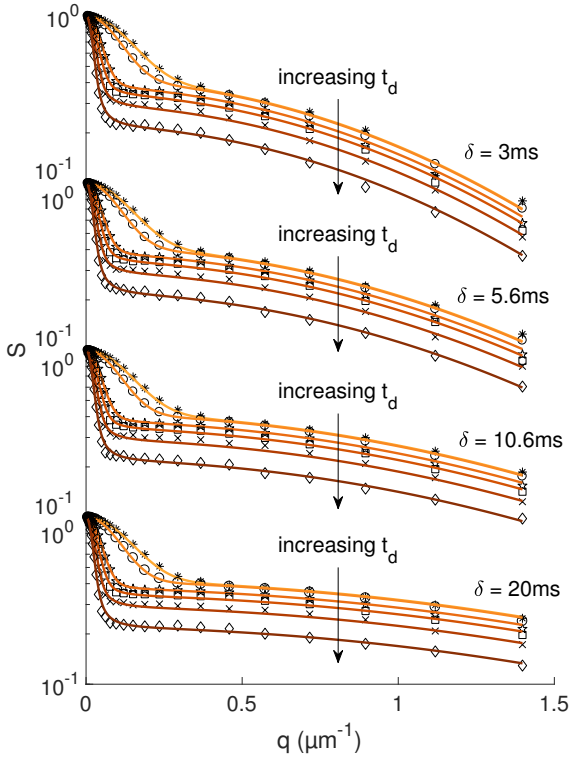 10^0
increasing t_d
δ = 3ms
10^-1
10^0
increasing t_d
δ = 5.6ms
10^-1
10^0
S
increasing t_d
δ = 10.6ms
10^-1
10^0
increasing t_d
δ = 20ms
10^-1
0 0.5 1 1.5
q (μm^-1)